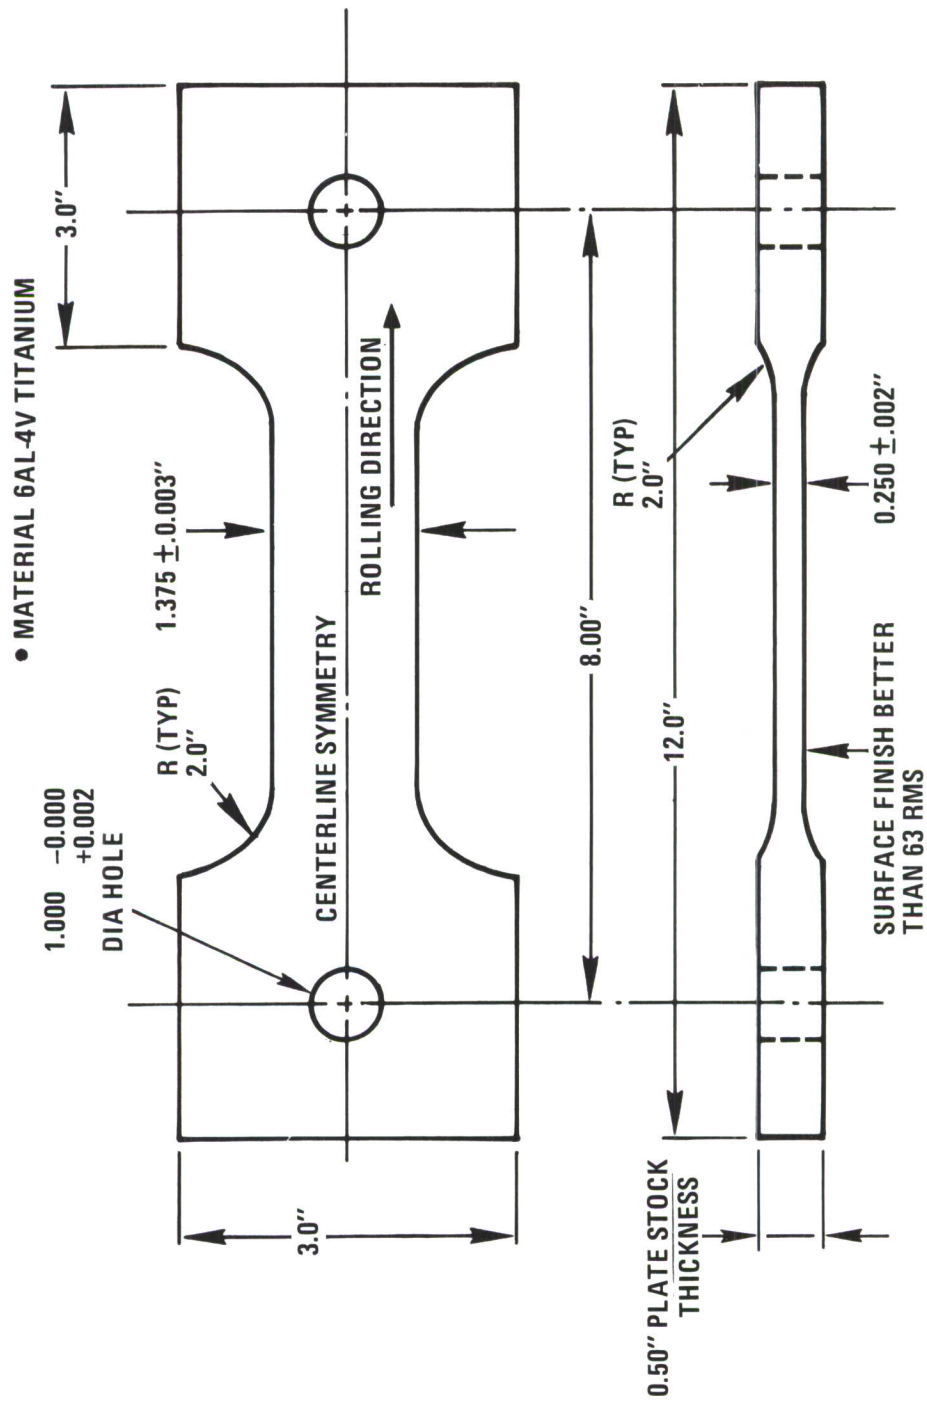 • MATERIAL 6AL-4V TITANIUM
1.000 −0.000
+0.002
DIA HOLE
R (TYP)
2.0″
1.375 ±.0.003″
3.0″
CENTERLINE SYMMETRY
ROLLING DIRECTION
3.0″
8.00″
12.0″
R (TYP)
2.0″
0.50″ PLATE STOCK
THICKNESS
SURFACE FINISH BETTER
THAN 63 RMS
0.250 ±.002″